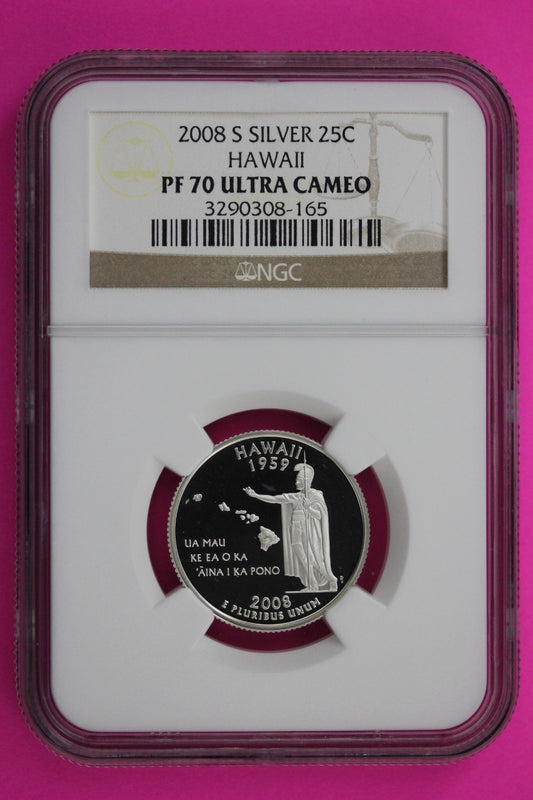 2008 S SILVER 25C
HAWAII
PF 70 ULTRA CAMEO
3290308-165
NGC
HAWAII
1959
UA MAU
KE EA O KA
ʻĀINA I KA PONO
2008
E PLURIBUS UNUM